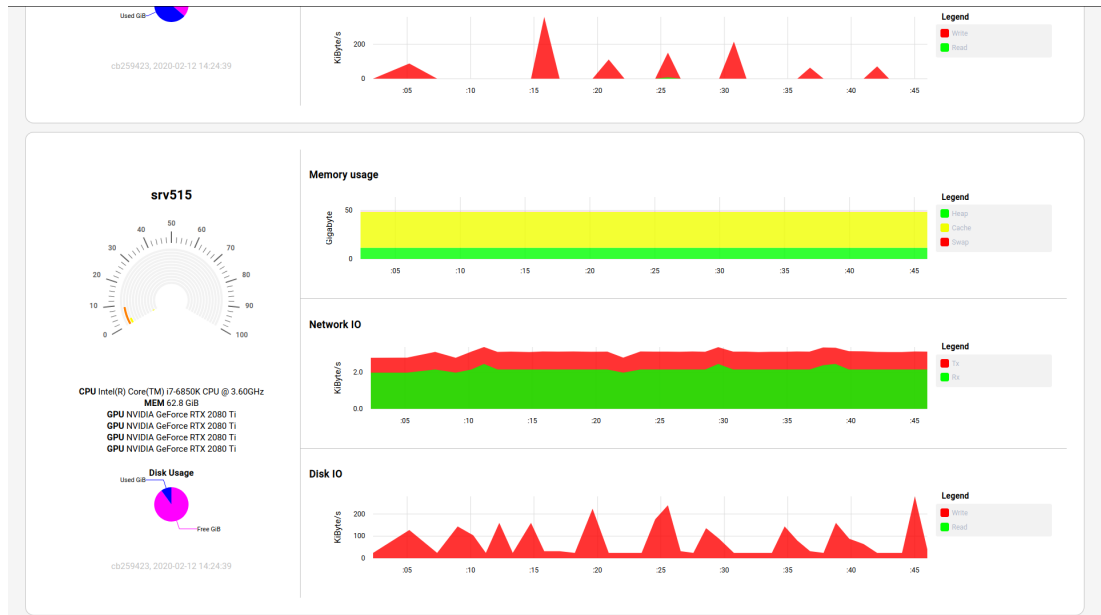 Used GiB
cb259423, 2020-02-12 14:24:39
KiByte/s
200
0
:05 :10 :15 :20 :25 :30 :35 :40 :45
Legend
Write
Read
srv515
0 10 20 30 40 50 60 70 80 90 100
CPU Intel(R) Core(TM) i7-6850K CPU @ 3.60GHz
MEM 62.8 GiB
GPU NVIDIA GeForce RTX 2080 Ti
GPU NVIDIA GeForce RTX 2080 Ti
GPU NVIDIA GeForce RTX 2080 Ti
GPU NVIDIA GeForce RTX 2080 Ti
Disk Usage
Used GiB
Free GiB
cb259423, 2020-02-12 14:24:39
Memory usage
Gigabyte
50
0
:05 :10 :15 :20 :25 :30 :35 :40 :45
Legend
Heap
Cache
Swap
Network IO
KiByte/s
2.0
0.0
:05 :10 :15 :20 :25 :30 :35 :40 :45
Legend
Tx
Rx
Disk IO
KiByte/s
200
100
0
:05 :10 :15 :20 :25 :30 :35 :40 :45
Legend
Write
Read